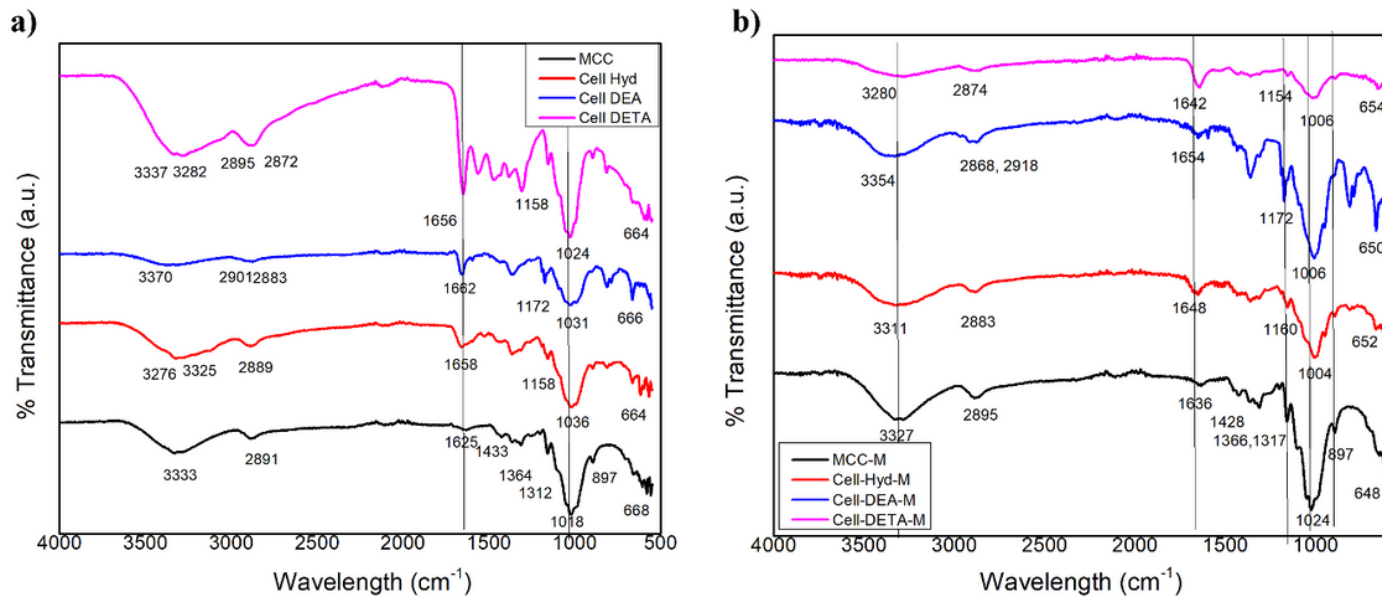 a)
% Transmittance (a.u.)
MCC
Cell Hyd
Cell DEA
Cell DETA
3337 3282 2895 2872
1656 1158 1024 664
3370 29012883 1662 1172 1031 666
3276 3325 2889 1658 1158 1036 664
3333 2891 1625 1433 1364 1312 1018 897 668
4000 3500 3000 2500 2000 1500 1000 500
Wavelength (cm-1)
b)
% Transmittance (a.u.)
3280 2874 1642 1154 1006 654
3354 2868, 2918 1654 1172 1006 650
3311 2883 1648 1160 1004 652
3327 2895 1636 1428 1366,1317 1024 897 648
MCC-M
Cell-Hyd-M
Cell-DEA-M
Cell-DETA-M
4000 3500 3000 2500 2000 1500 1000
Wavelength (cm-1)